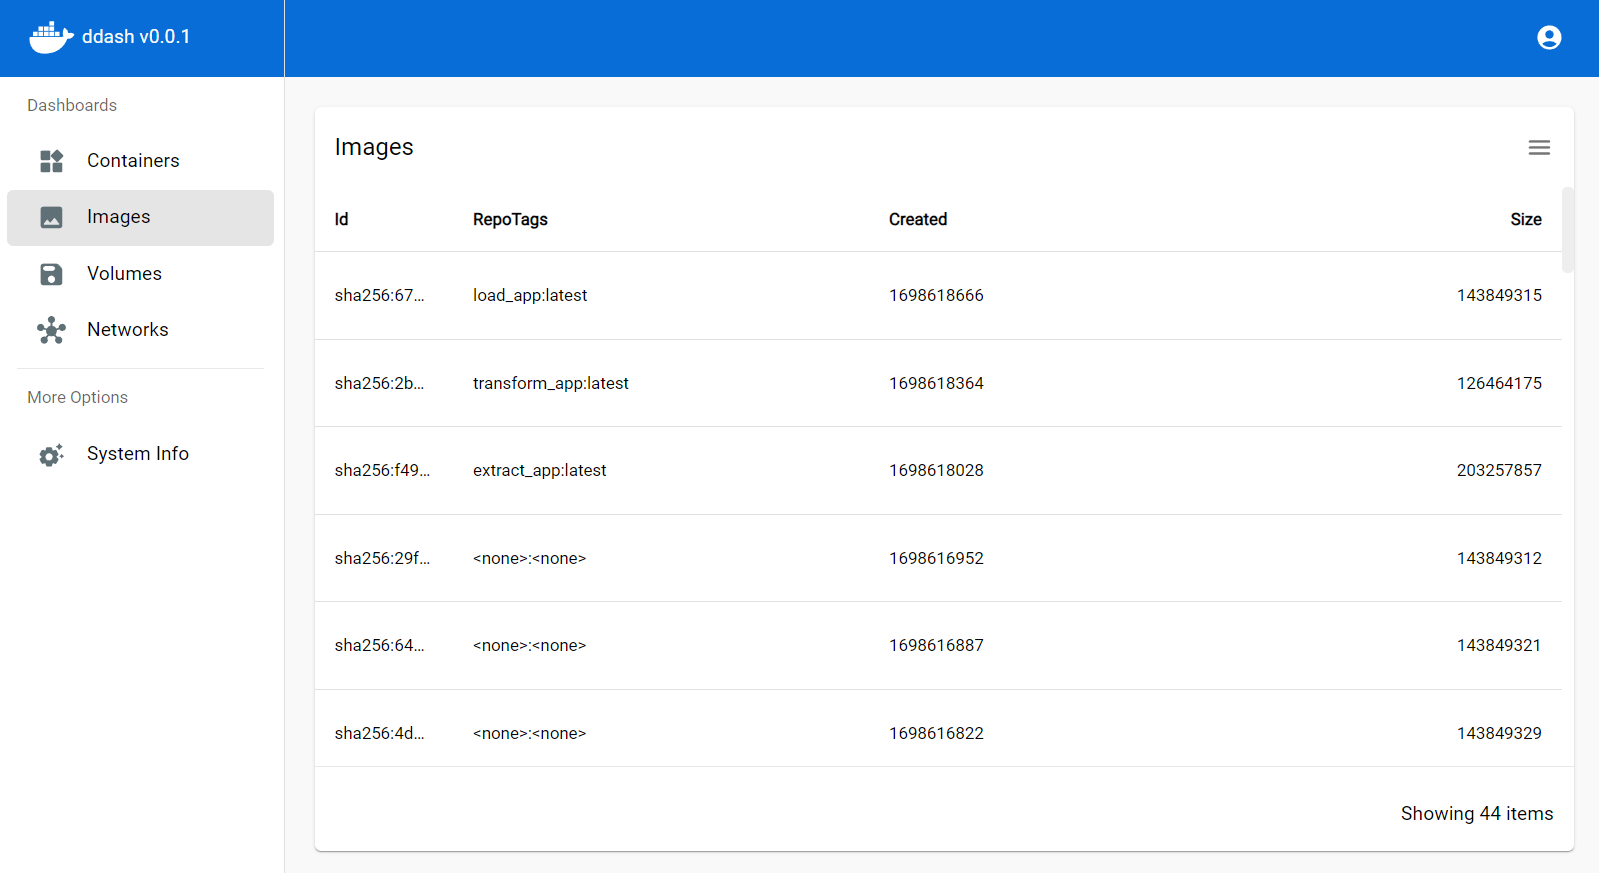 ddash v0.0.1
Dashboards
Containers
Images
Volumes
Networks
More Options
System Info
Images
Id RepoTags Created Size
sha256:67... load_app:latest 1698618666 143849315
sha256:2b... transform_app:latest 1698618364 126464175
sha256:f49... extract_app:latest 1698618028 203257857
sha256:29f... <none>:<none> 1698616952 143849312
sha256:64... <none>:<none> 1698616887 143849321
sha256:4d... <none>:<none> 1698616822 143849329
Showing 44 items